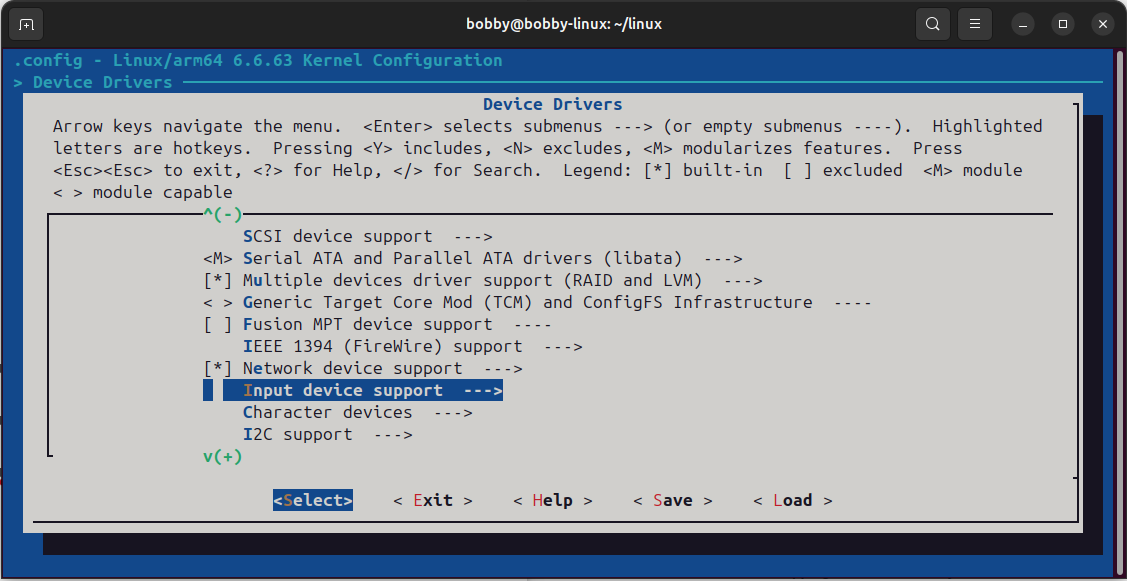 bobby@bobby-linux: ~/linux
.config - Linux/arm64 6.6.63 Kernel Configuration
> Device Drivers
Device Drivers
Arrow keys navigate the menu.  <Enter> selects submenus ---> (or empty submenus ----).  Highlighted
letters are hotkeys.  Pressing <Y> includes, <N> excludes, <M> modularizes features.  Press
<Esc><Esc> to exit, <?> for Help, </> for Search.  Legend: [*] built-in  [ ] excluded  <M> module
< > module capable
^(-)
SCSI device support  --->
<M> Serial ATA and Parallel ATA drivers (libata)  --->
[*] Multiple devices driver support (RAID and LVM)  --->
< > Generic Target Core Mod (TCM) and ConfigFS Infrastructure  ----
[ ] Fusion MPT device support  ----
IEEE 1394 (FireWire) support  --->
[*] Network device support  --->
Input device support  --->
Character devices  --->
I2C support  --->
v(+)
<Select>    < Exit >    < Help >    < Save >    < Load >